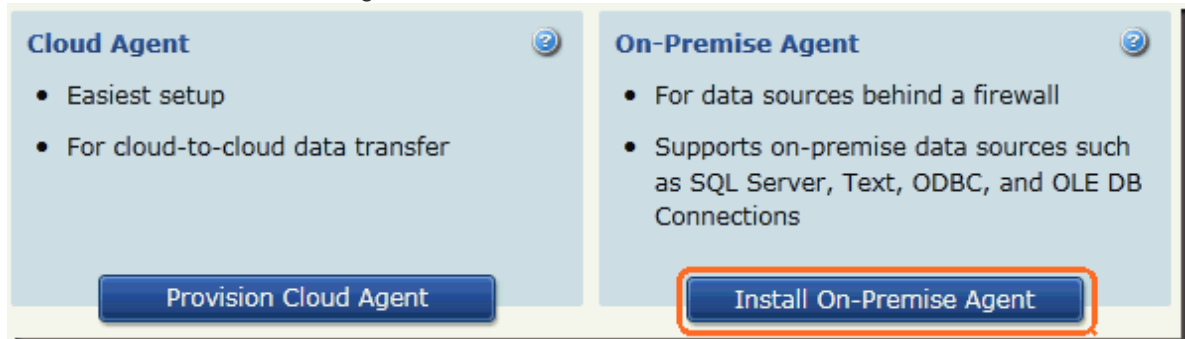 Cloud Agent
• Easiest setup
• For cloud-to-cloud data transfer
Provision Cloud Agent
On-Premise Agent
• For data sources behind a firewall
• Supports on-premise data sources such
as SQL Server, Text, ODBC, and OLE DB
Connections
Install On-Premise Agent